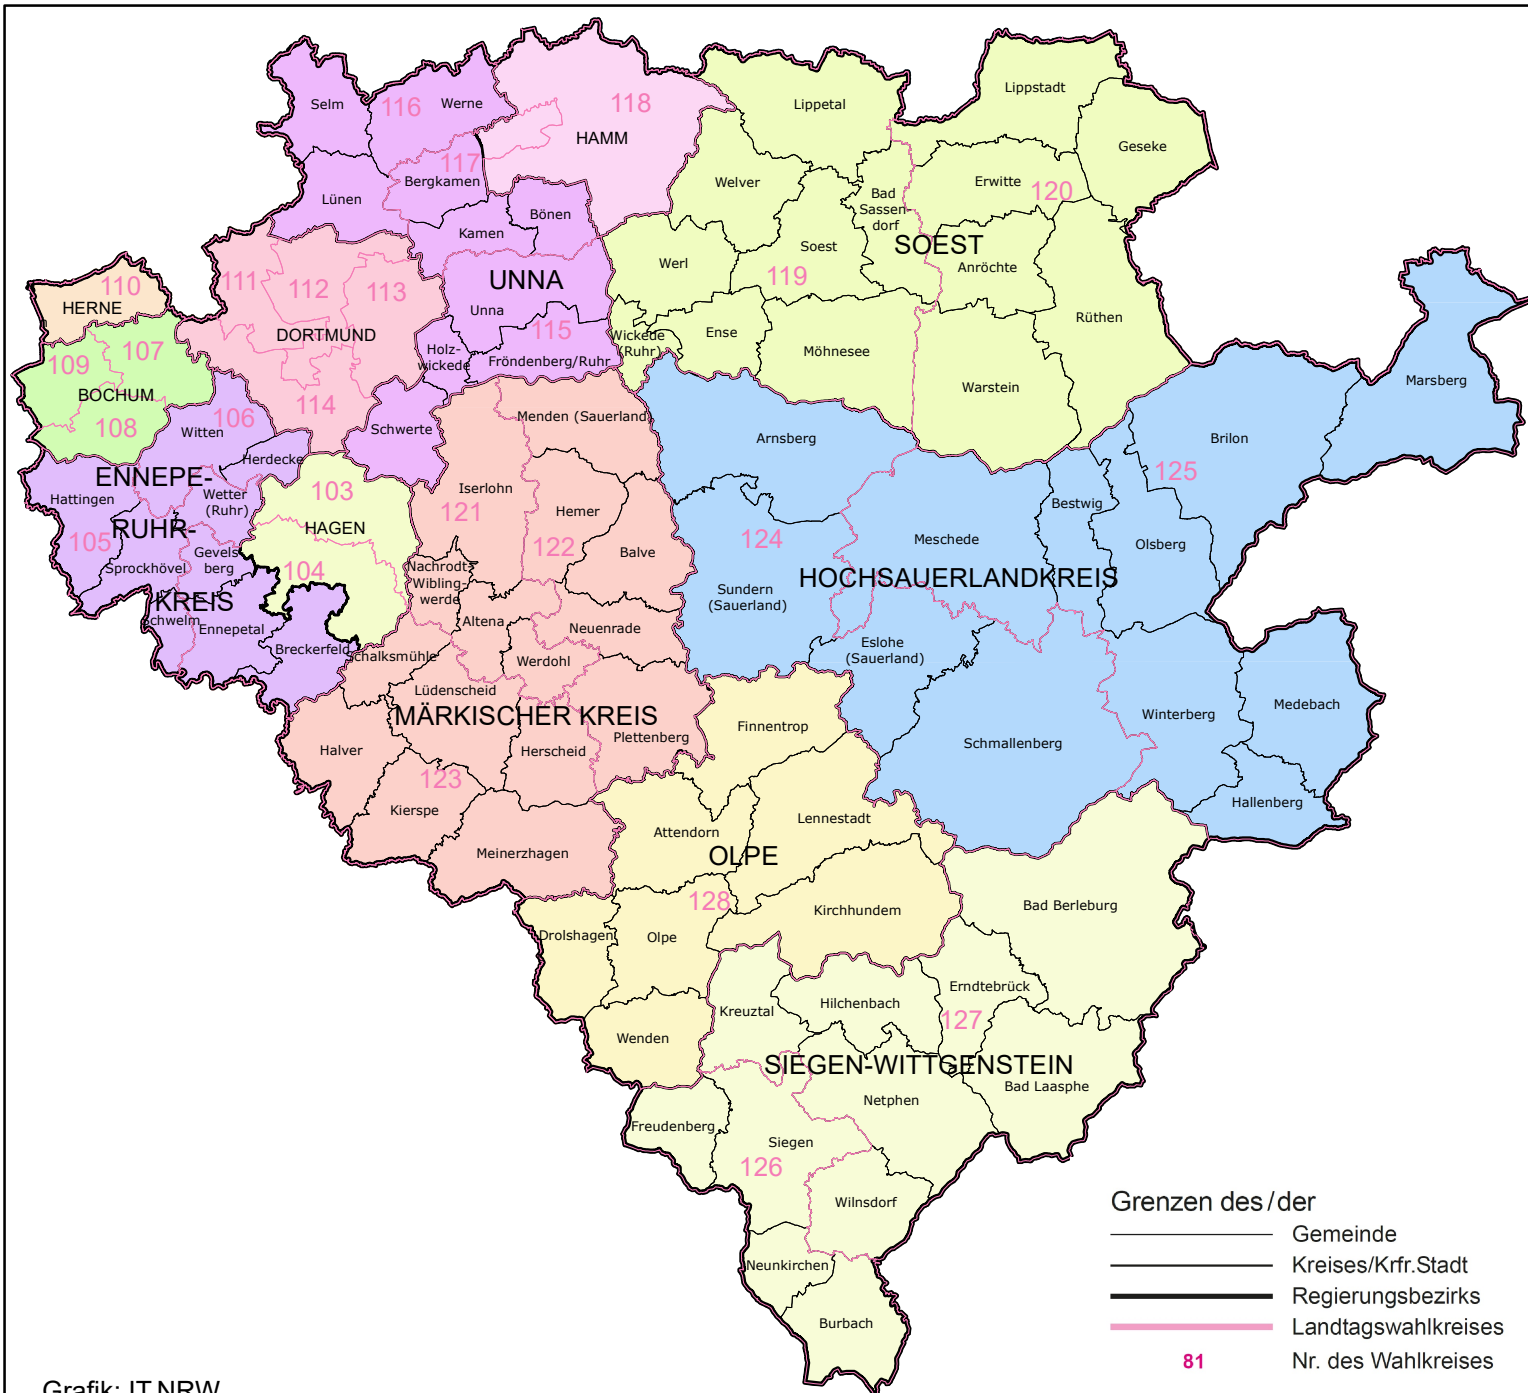 Selm
116
Werne
118
HAMM
Lippetal
Lippstadt
Geseke
117
Bergkamen
Lünen
Welver
Bad
Sassen-
dorf
Erwitte
120
Bönen
Kamen
Soest
SOEST
Werl
119
Anröchte
UNNA
110
HERNE
111
112
113
Unna
115
DORTMUND
Holz-
wickede
Fröndenberg/Ruhr
Wickede
(Ruhr)
Ense
Möhnesee
Rüthen
Warstein
Marsberg
109
107
BOCHUM
108
106
Witten
114
Schwerte
Menden (Sauerland)
Arnsberg
Brilon
125
Herdecke
ENNEPE-
RUHR-
KREIS
Hattingen
Wetter
(Ruhr)
103
HAGEN
104
105
Sprockhövel
Gevels-
berg
Schwelm
Ennepetal
Breckerfeld
Iserlohn
121
Hemer
122
Balve
Nachrodt-
Wibling-
werde
Altena
Neuenrade
Werdohl
Schalksmühle
Lüdenscheid
MÄRKISCHER KREIS
Halver
Herscheid
Plettenberg
123
Kierspe
Meinerzhagen
124
Sundern
(Sauerland)
Meschede
Bestwig
Olsberg
HOCHSAUERLANDKREIS
Eslohe
(Sauerland)
Schmallenberg
Winterberg
Medebach
Hallenberg
Finnentrop
Attendorn
Lennestadt
OLPE
128
Kirchhundem
Drolshagen
Olpe
Wenden
Bad Berleburg
Erndtebrück
Kreuztal
Hilchenbach
127
SIEGEN-WITTGENSTEIN
Bad Laasphe
Netphen
Freudenberg
Siegen
126
Wilnsdorf
Neunkirchen
Burbach
Grenzen des/der
Gemeinde
Kreises/Krfr.Stadt
Regierungsbezirks
Landtagswahlkreises
81 Nr. des Wahlkreises
Grafik: IT.NRW